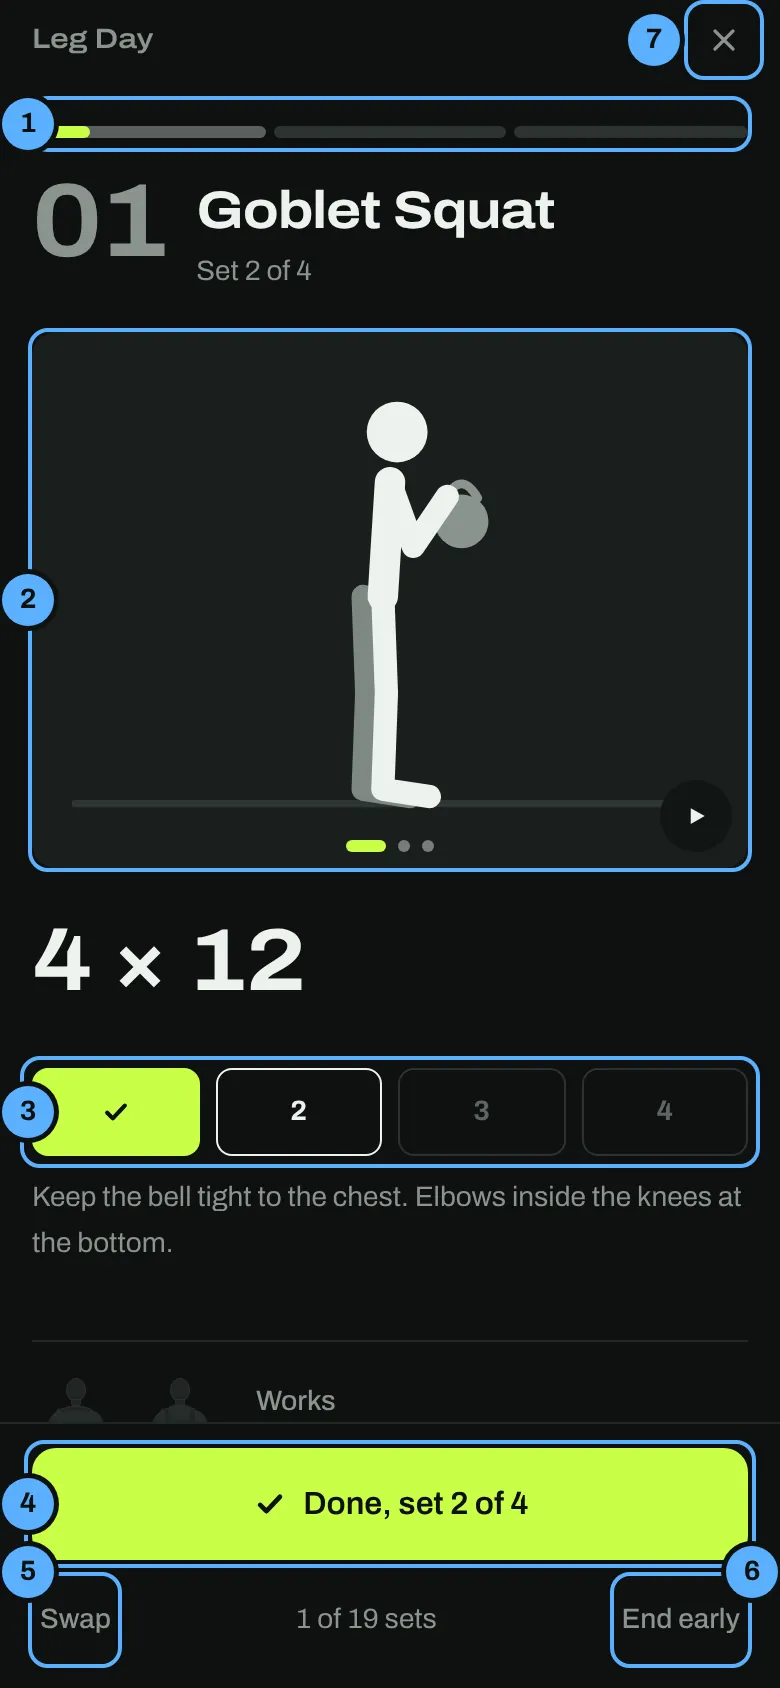 Leg Day
7
1
01
Goblet Squat
Set 2 of 4
2
4 × 12
3
2
3
4
Keep the bell tight to the chest. Elbows inside the knees at
the bottom.
Works
4
Done, set 2 of 4
5
6
Swap
1 of 19 sets
End early